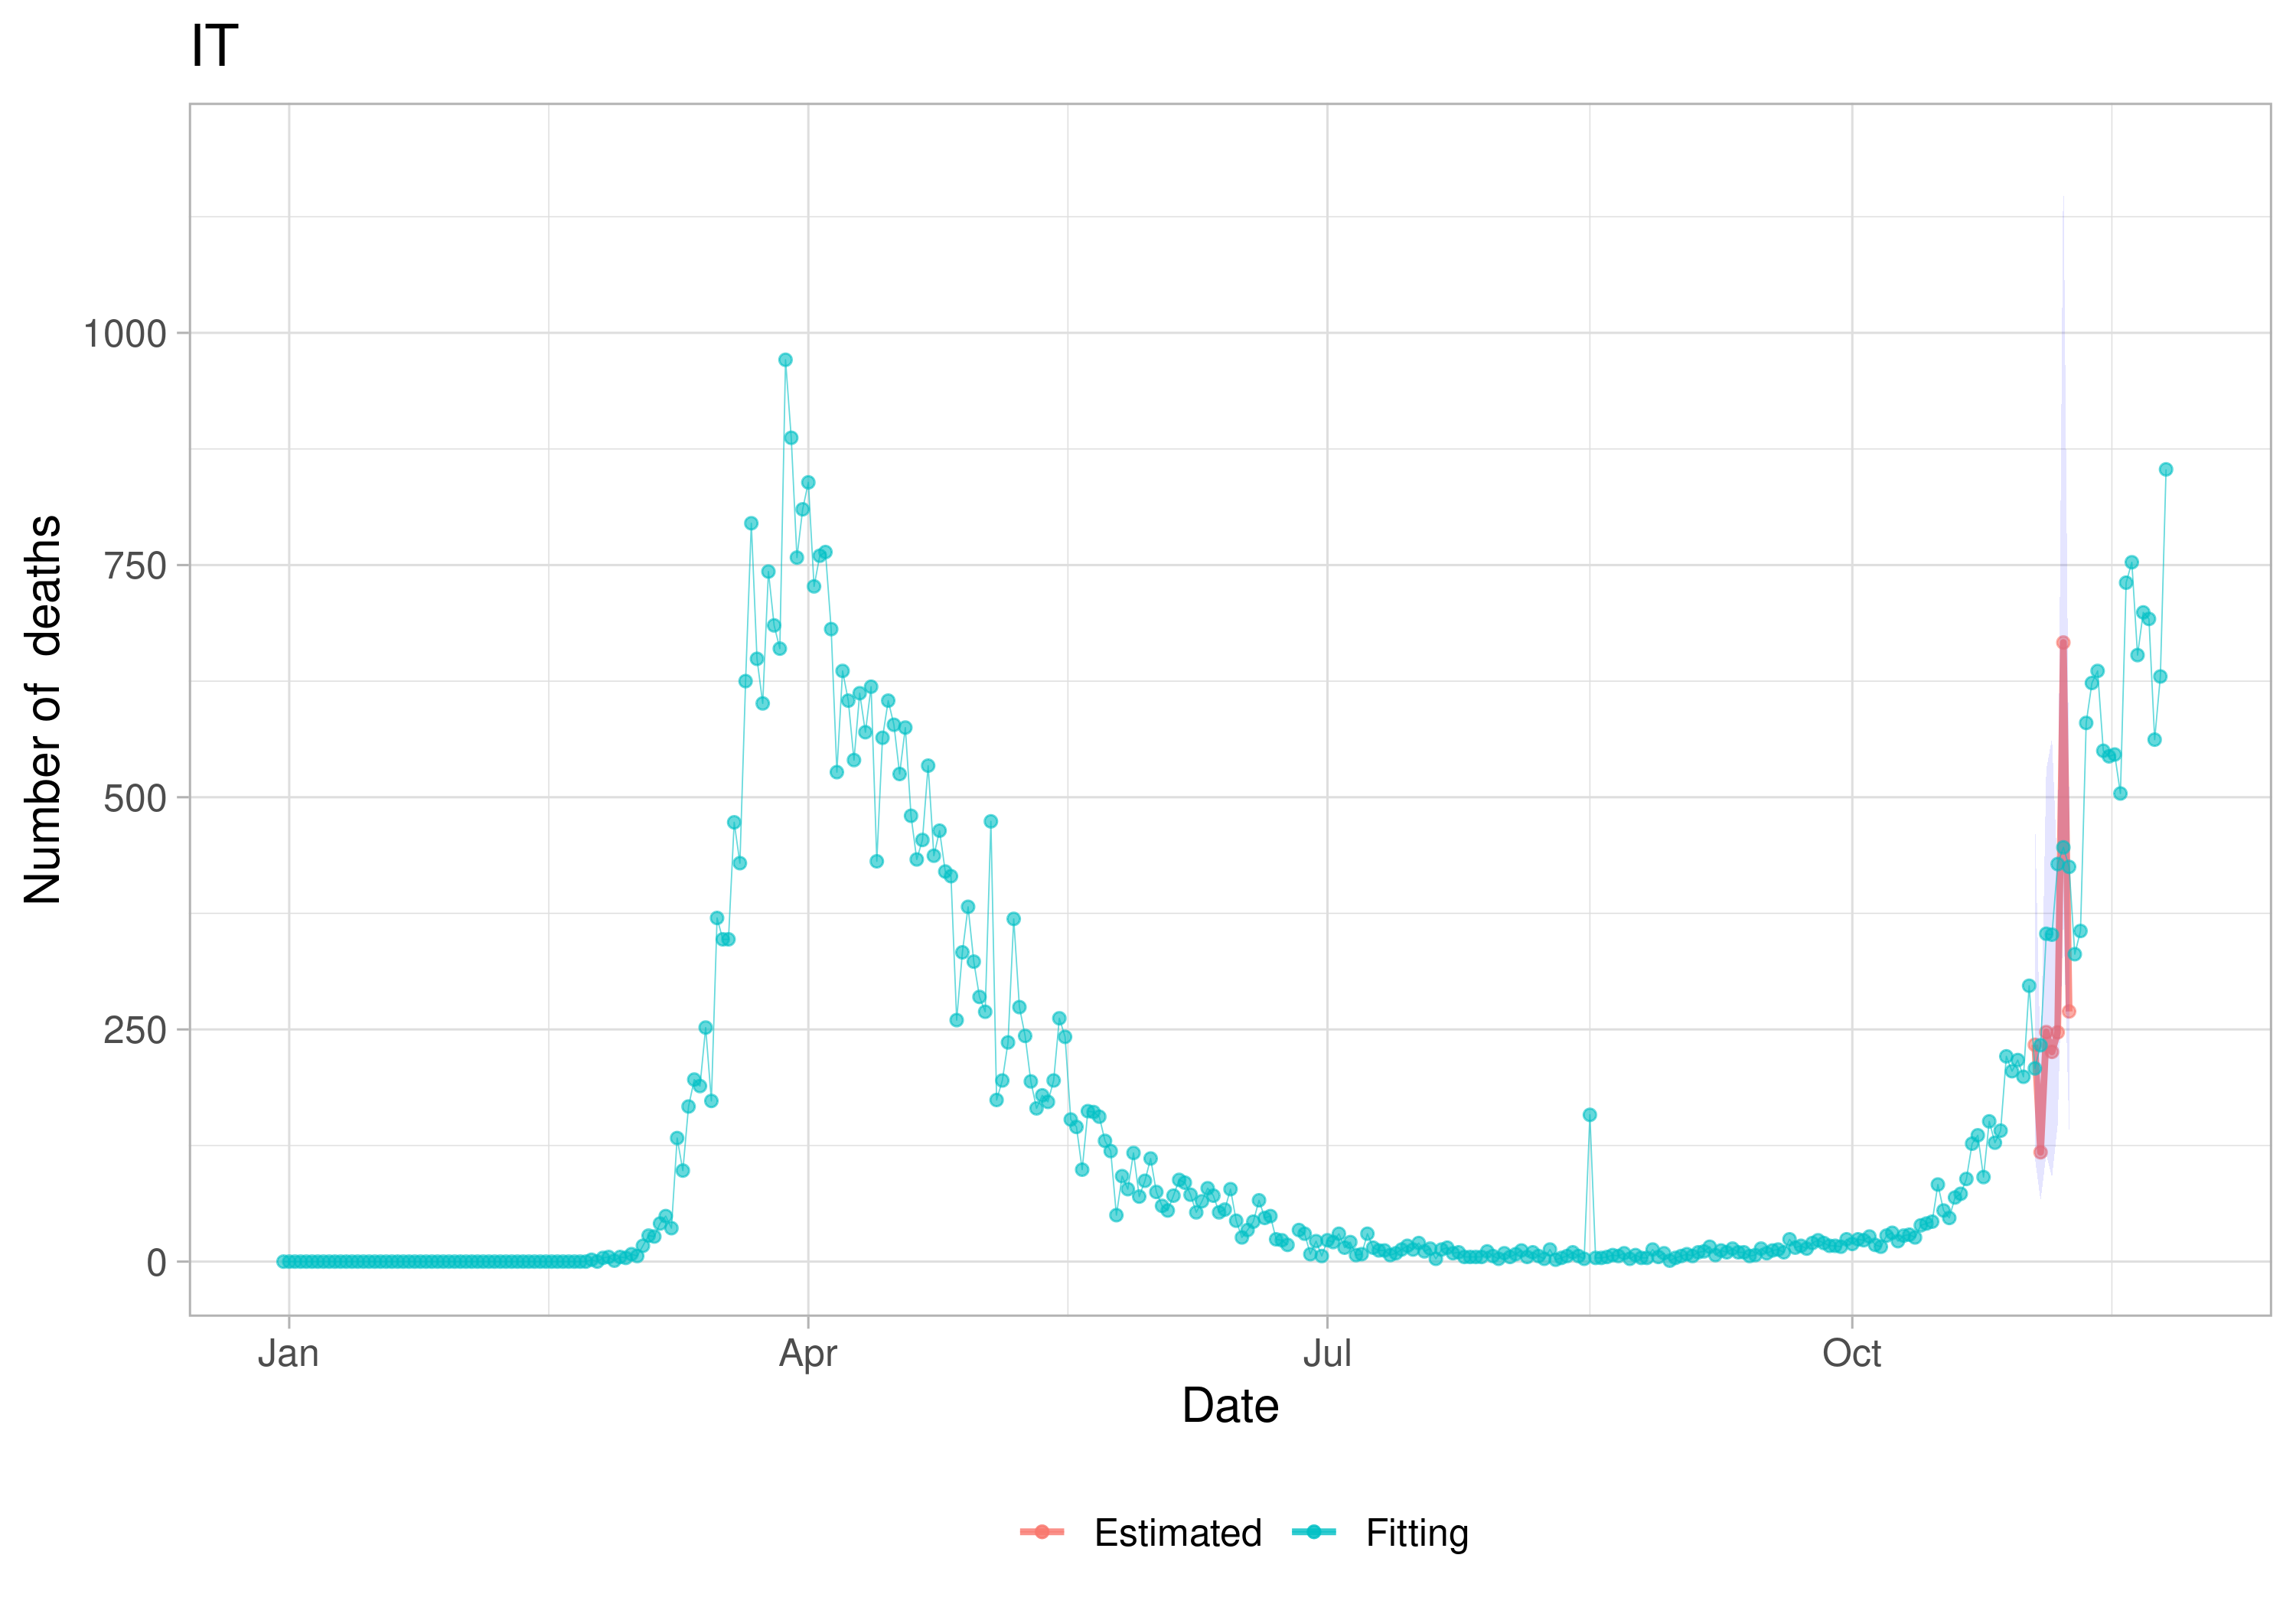 IT
Number of  deaths
1000
750
500
250
0
Jan Apr Jul Oct
Date
Estimated Fitting